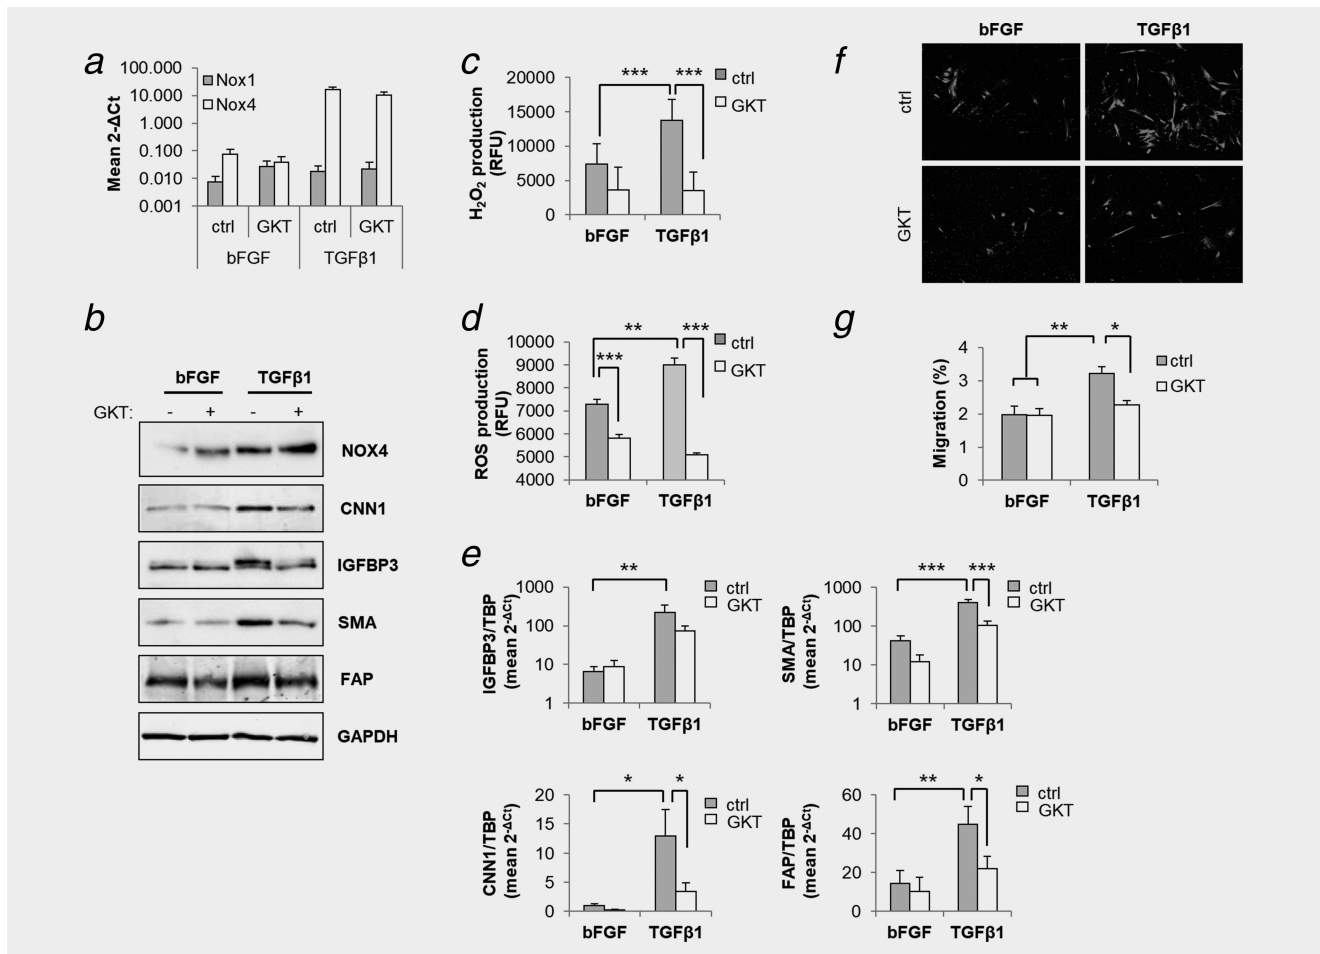 a
100.000
10.000
1.000
0.100
0.010
0.001
Mean 2-ΔCt
Nox1
Nox4
ctrl GKT ctrl GKT
bFGF TGFβ1
b
bFGF TGFβ1
GKT: - + - +
NOX4
CNN1
IGFBP3
SMA
FAP
GAPDH
c
20000
15000
10000
5000
0
H2O2 production
(RFU)
*** ***
ctrl
GKT
bFGF TGFβ1
d
10000
9000
8000
7000
6000
5000
4000
ROS production
(RFU)
** ***
***
ctrl
GKT
bFGF TGFβ1
e
1000
100
10
1
IGFBP3/TBP
(mean 2-ΔCt)
**
ctrl
GKT
bFGF TGFβ1
1000
100
10
1
SMA/TBP
(mean 2-ΔCt)
*** ***
ctrl
GKT
bFGF TGFβ1
20
15
10
5
0
CNN1/TBP
(mean 2-ΔCt)
* *
ctrl
GKT
bFGF TGFβ1
60
40
20
0
FAP/TBP
(mean 2-ΔCt)
** *
ctrl
GKT
bFGF TGFβ1
f
bFGF TGFβ1
ctrl
GKT
g
4
3
2
1
0
Migration (%)
** *
ctrl
GKT
bFGF TGFβ1